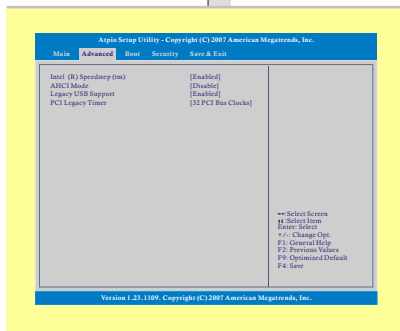 Atpio Setup Utility - Copyright (C) 2007 American Megatrends, Inc.
Main Advanced Boot Security Save & Exit
Intel (R) Speedstep (tm) [Enabled]
AHCI Mode [Disable]
Legacy USB Support [Enabled]
PCI Legacy Timer [32 PCI Bus Clocks]
↔:Select Screen
↑↓:Select Item
Enter: Select
+/-: Change Opt.
F1: General Help
F2: Previous Values
F9: Optimized Default
F4: Save
Version 1.23.1109. Copyright (C) 2007 American Megatrends, Inc.